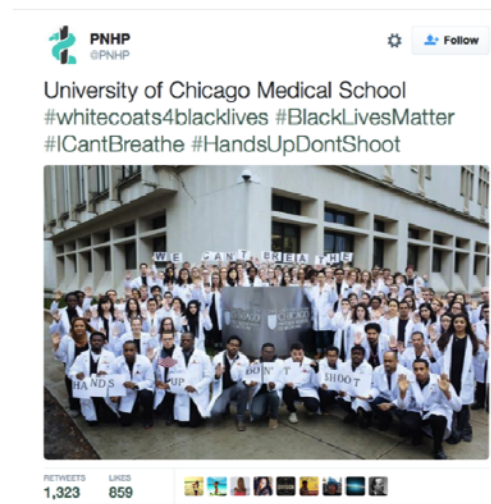 PNHP
@PNHP
Follow
University of Chicago Medical School
#whitecoats4blacklives #BlackLivesMatter
#ICantBreathe #HandsUpDontShoot
WE CAN'T BREATHE
CHICAGO
HANDS UP DON'T SHOOT
RETWEETS LIKES
1,323 859